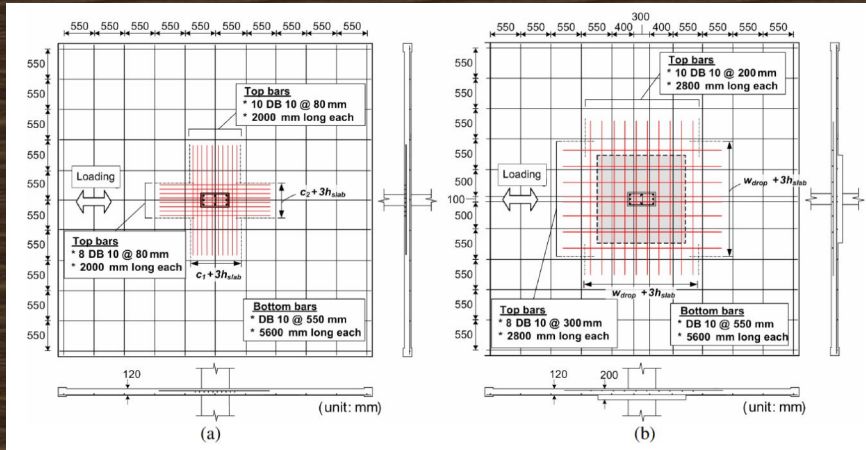 550 550 550 550 550 550 550 550
550
550
550
550
550
550
550
550
550
550
Top bars
* 10 DB 10 @ 80 mm
* 2000 mm long each
Loading
c2 + 3hslab
Top bars
* 8 DB 10 @ 80 mm
* 2000 mm long each
c1 + 3hslab
Bottom bars
* DB 10 @ 550 mm
* 5600 mm long each
120
(unit: mm)
(a)
300
550 550 550 400 400 550 550 550
550
550
550
550
500
100
500
550
550
550
550
Top bars
* 10 DB 10 @ 200 mm
* 2800 mm long each
Loading
wdrop + 3hslab
wdrop + 3hslab
Top bars
* 8 DB 10 @ 300 mm
* 2800 mm long each
Bottom bars
* DB 10 @ 550 mm
* 5600 mm long each
120
200
(unit: mm)
(b)